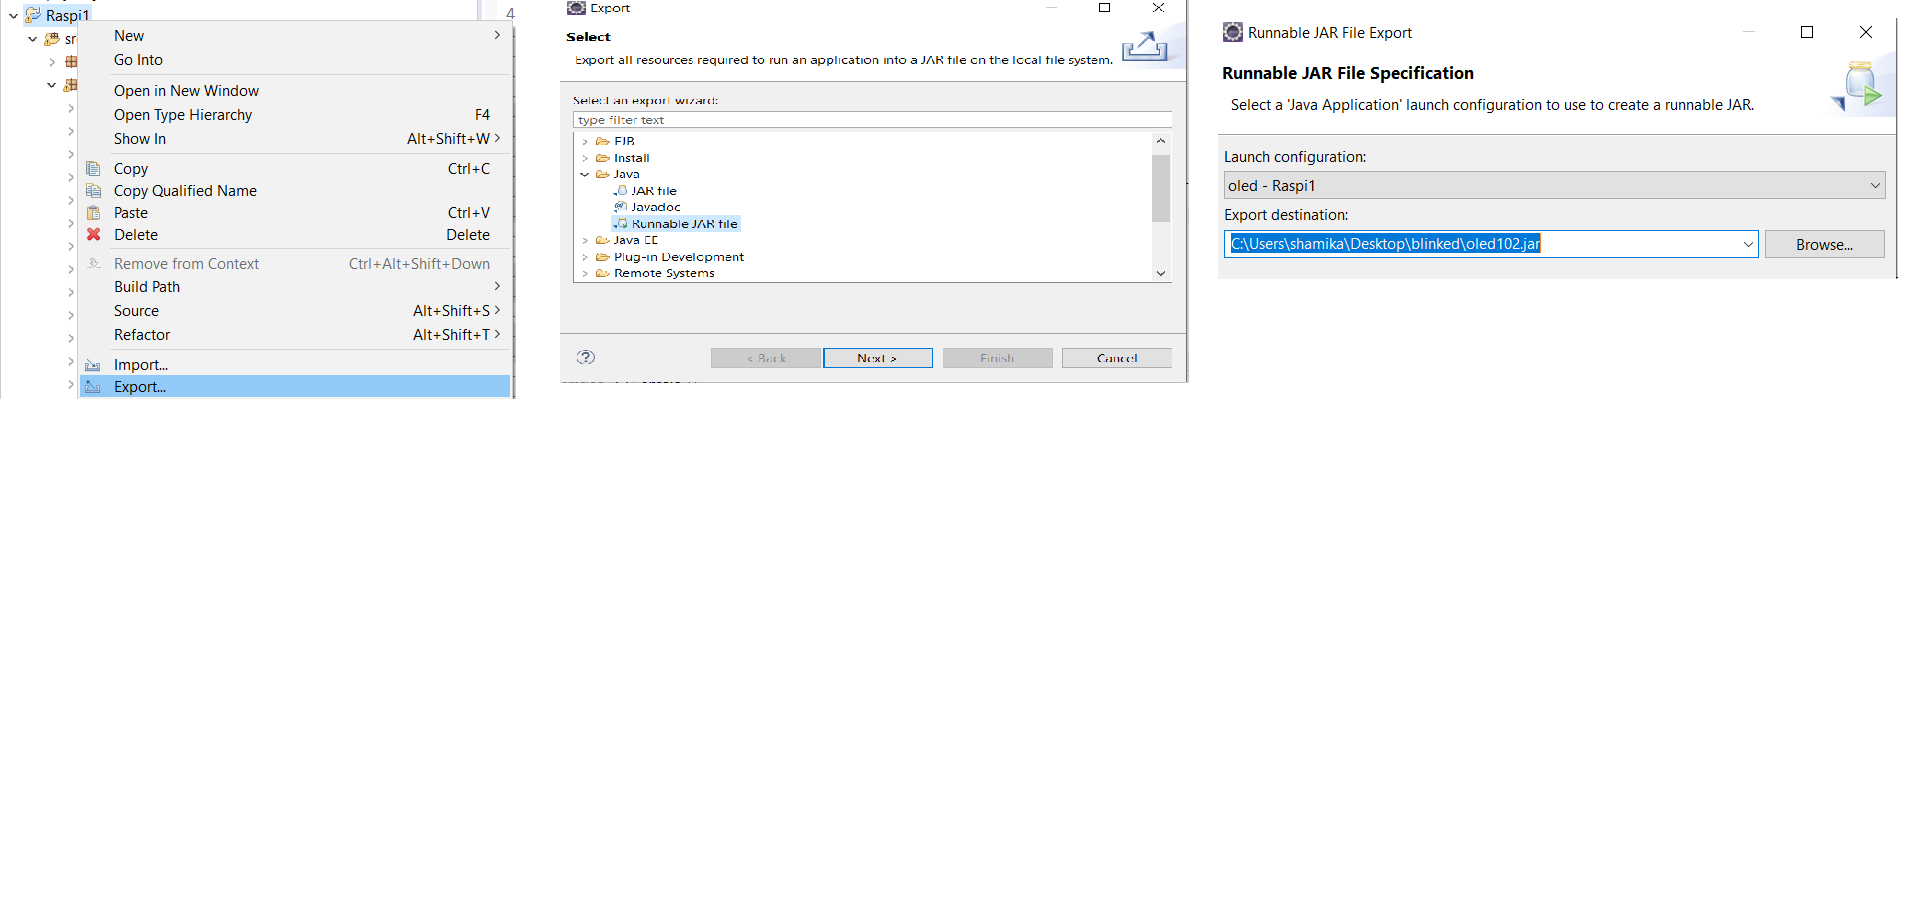 Raspi1
4
New
Go Into
Open in New Window
Open Type Hierarchy F4
Show In Alt+Shift+W
Copy Ctrl+C
Copy Qualified Name
Paste Ctrl+V
Delete Delete
Remove from Context Ctrl+Alt+Shift+Down
Build Path
Source Alt+Shift+S
Refactor Alt+Shift+T
Import...
Export...
Export
Select
Export all resources required to run an application into a JAR file on the local file system.
Select an export wizard:
type filter text
EJB
Install
Java
JAR file
Javadoc
Runnable JAR file
Java EE
Plug-in Development
Remote Systems
< Back Next > Finish Cancel
Runnable JAR File Export
Runnable JAR File Specification
Select a 'Java Application' launch configuration to use to create a runnable JAR.
Launch configuration:
oled - Raspi1
Export destination:
C:\Users\shamika\Desktop\blinked\oled102.jar Browse...